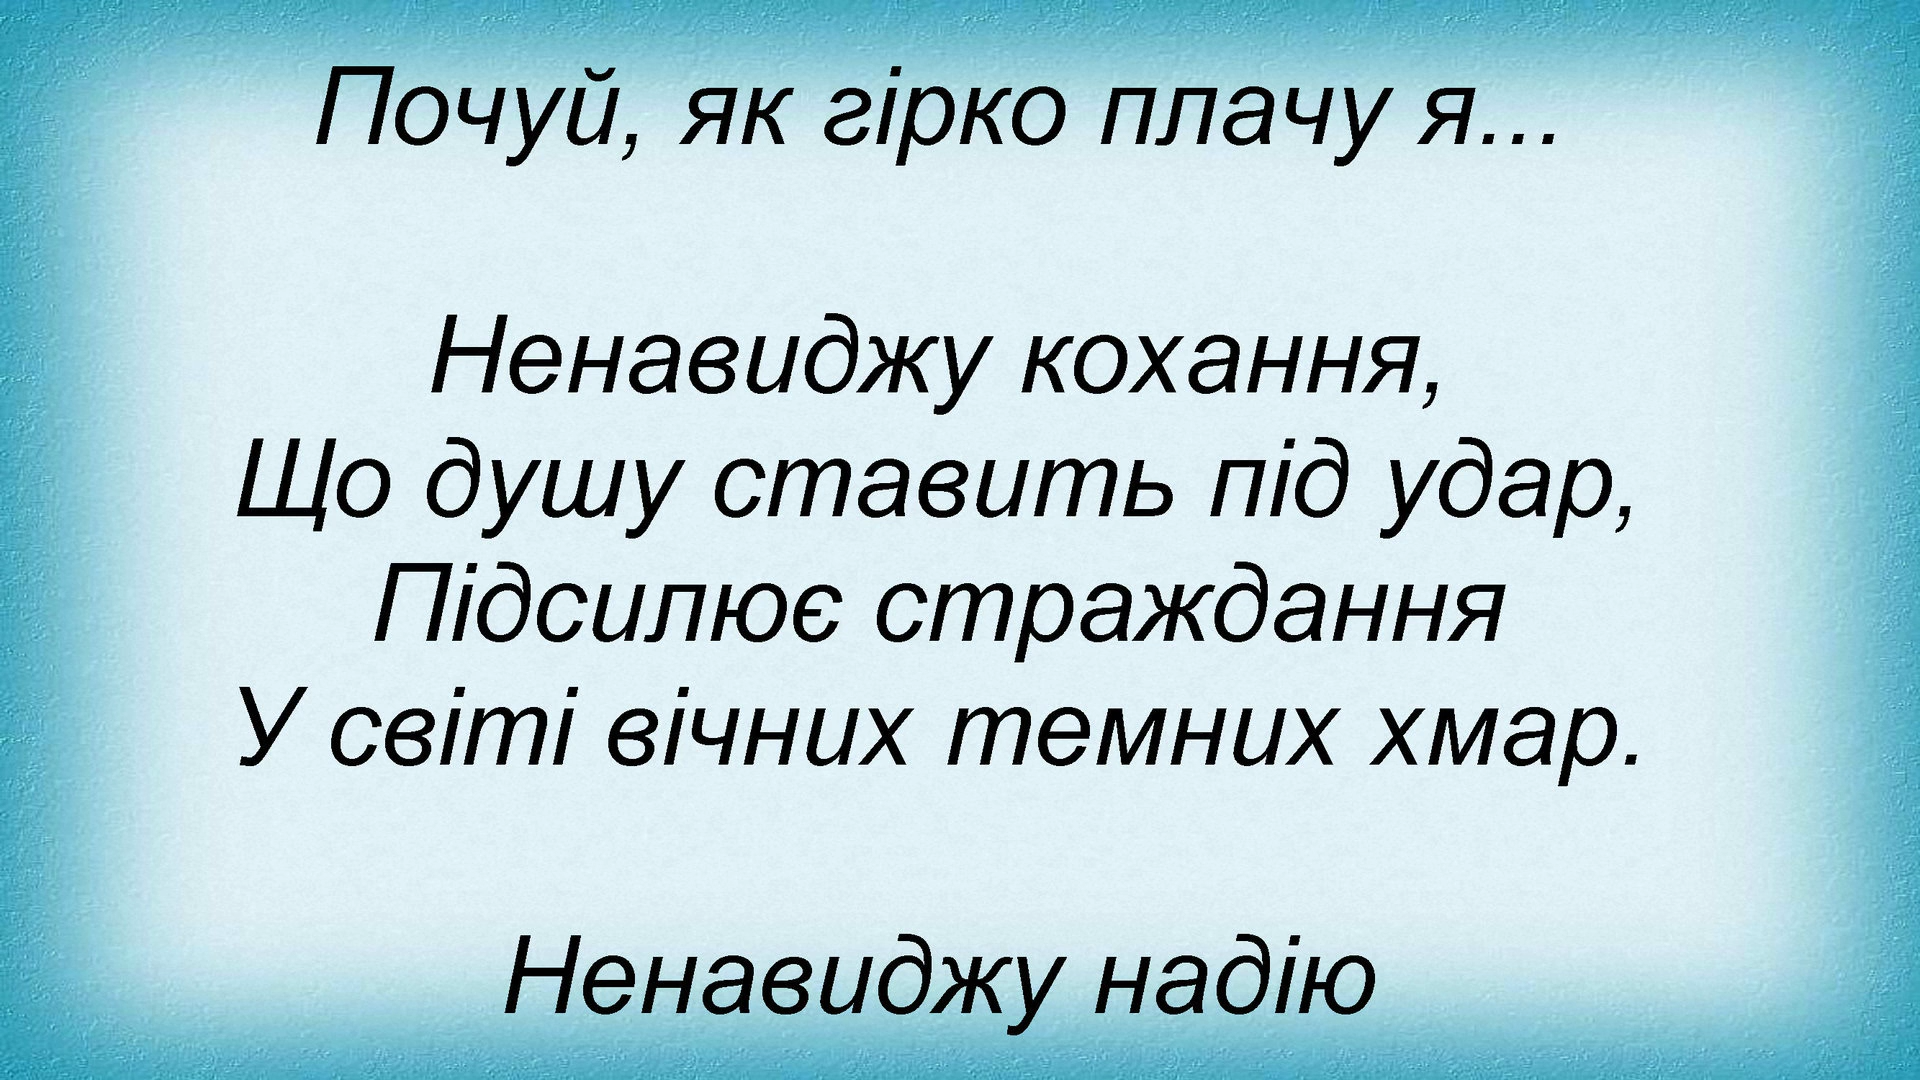 Почуй, як гірко плачу я...
Ненавиджу кохання,
Що душу ставить під удар,
Підсилює страждання
У світі вічних темних хмар.
Ненавиджу надію